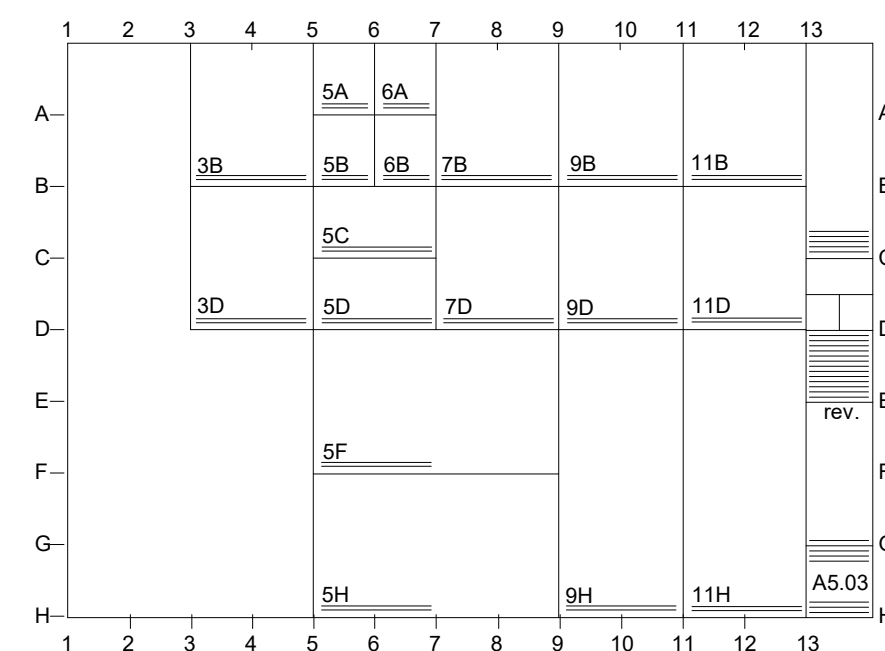 1 2 3 4 5 6 7 8 9 10 11 12 13
5A 6A
A A
3B 5B 6B 7B 9B 11B
B B
5C
C C
3D 5D 7D 9D 11D
D D
E E
rev.
5F
F F
G G
A5.03
5H 9H 11H
H H
1 2 3 4 5 6 7 8 9 10 11 12 13